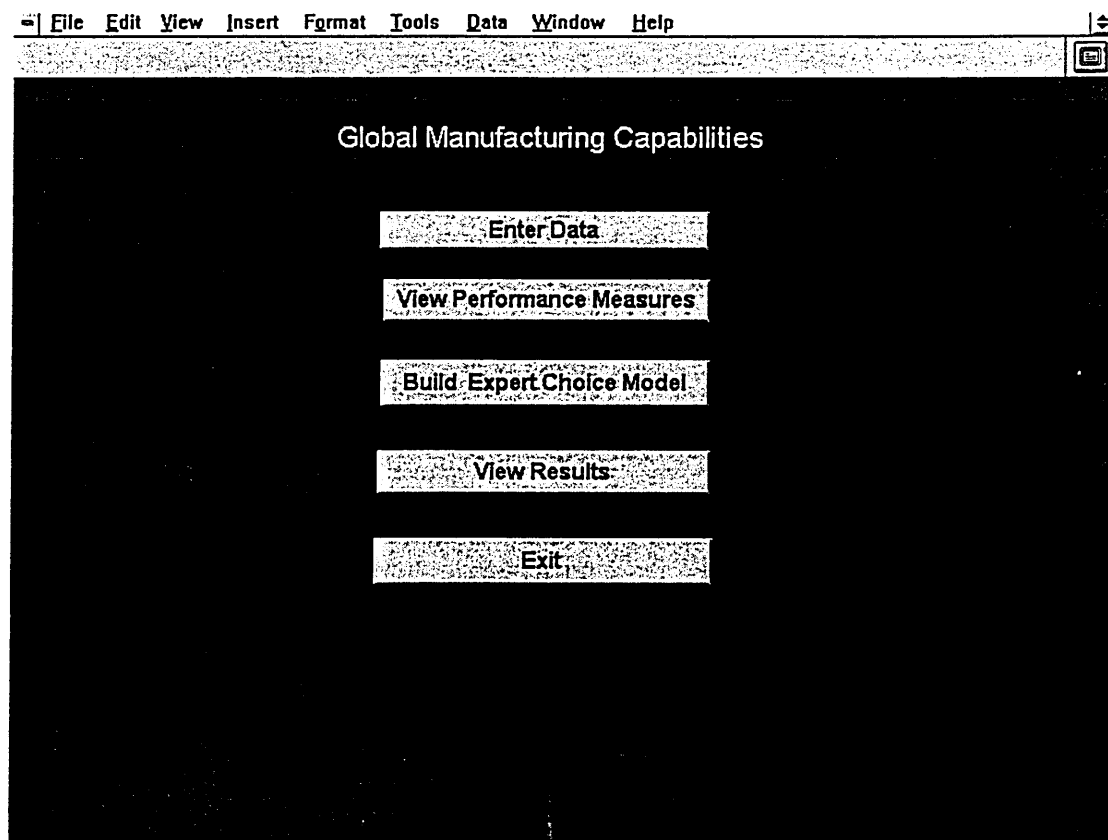 File Edit View Insert Format Tools Data Window Help
Global Manufacturing Capabilities
Enter Data
View Performance Measures
Build Expert Choice Model
View Results
Exit